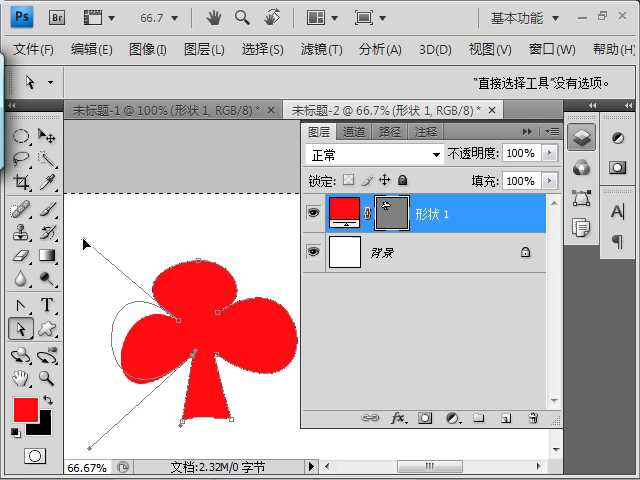 Ps Br 66.7 基本功能
文件(F) 编辑(E) 图像(I) 图层(L) 选择(S) 滤镜(T) 分析(A) 3D(D) 视图(V) 窗口(W) 帮助(H)
“直接选择工具”没有选项。
未标题-1 @ 100% (形状 1, RGB/8) * × 未标题-2 @ 66.7% (形状 1, RGB/8) * ×
图层 通道 路径 注释
正常 不透明度: 100%
锁定: 填充: 100%
形状 1
背景
T
A
fx
66.67% 文档:2.32M/0 字节